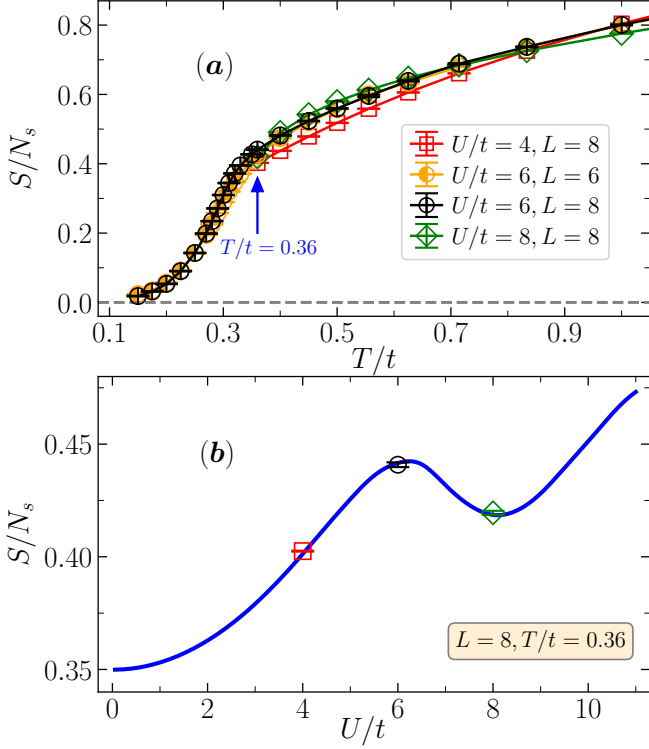 (a)
S/N_s
0.8
0.6
0.4
0.2
0.0
U/t = 4, L = 8
U/t = 6, L = 6
U/t = 6, L = 8
U/t = 8, L = 8
T/t = 0.36
0.1 0.3 0.5 0.7 0.9
T/t
(b)
S/N_s
0.45
0.40
0.35
L = 8, T/t = 0.36
0 2 4 6 8 10
U/t